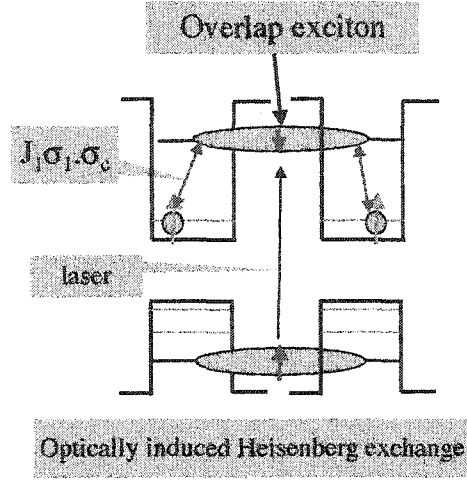 Overlap exciton
J₁σ₁.σc
laser
Optically induced Heisenberg exchange